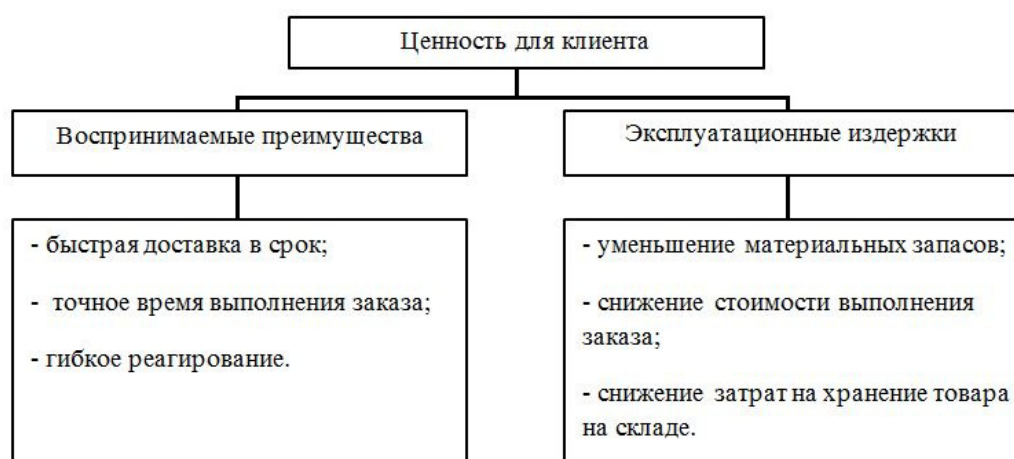 Ценность для клиента
Воспринимаемые преимущества
Эксплуатационные издержки
- быстрая доставка в срок;
- точное время выполнения заказа;
- гибкое реагирование.
- уменьшение материальных запасов;
- снижение стоимости выполнения
заказа;
- снижение затрат на хранение товара
на складе.